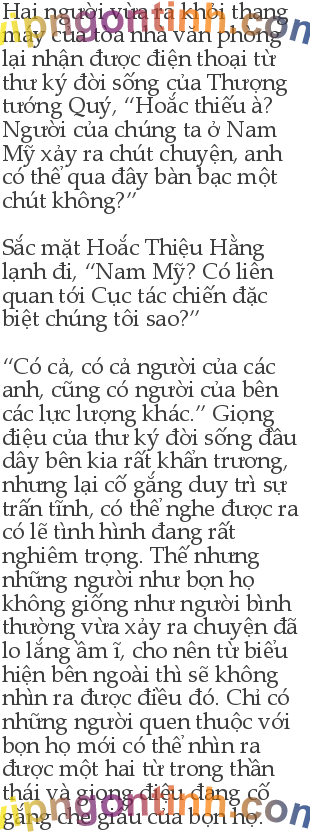 Hai người vừa ra khỏi thang
máy của tòa nhà văn phòng
lại nhận được điện thoại từ
thư ký đời sống của Thượng
tướng Quý, “Hoắc thiếu à?
Người của chúng ta ở Nam
Mỹ xảy ra chút chuyện, anh
có thể qua đây bàn bạc một
chút không?”
Sắc mặt Hoắc Thiệu Hằng
lạnh đi, “Nam Mỹ? Có liên
quan tới Cục tác chiến đặc
biệt chúng tôi sao?”
“Có cả, có cả người của các
anh, cũng có người của bên
các lực lượng khác.” Giọng
điệu của thư ký đời sống đầu
dây bên kia rất khẩn trương,
nhưng lại cố gắng duy trì sự
trấn tĩnh, có thể nghe được ra
có lẽ tình hình đang rất
nghiêm trọng. Thế nhưng
những người như bọn họ
không giống như người bình
thường vừa xảy ra chuyện đã
lo lắng ầm ĩ, cho nên từ biểu
hiện bên ngoài thì sẽ không
nhìn ra được điều đó. Chỉ có
những người quen thuộc với
bọn họ mới có thể nhìn ra
được một hai từ trong thần
thái và giọng điệu đang cố
gắng che giấu của bọn họ.
vipngontinh.com